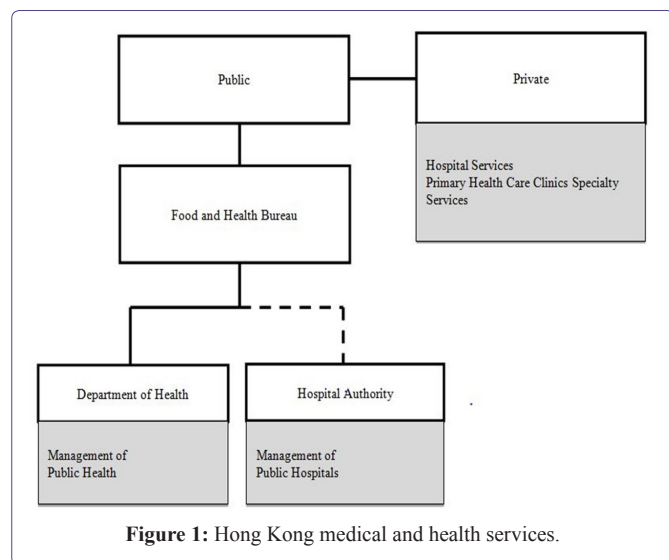 Public
Private
Hospital Services
Primary Health Care Clinics Specialty
Services
Food and Health Bureau
Department of Health
Hospital Authority
Management of
Public Health
Management of
Public Hospitals
Figure 1: Hong Kong medical and health services.